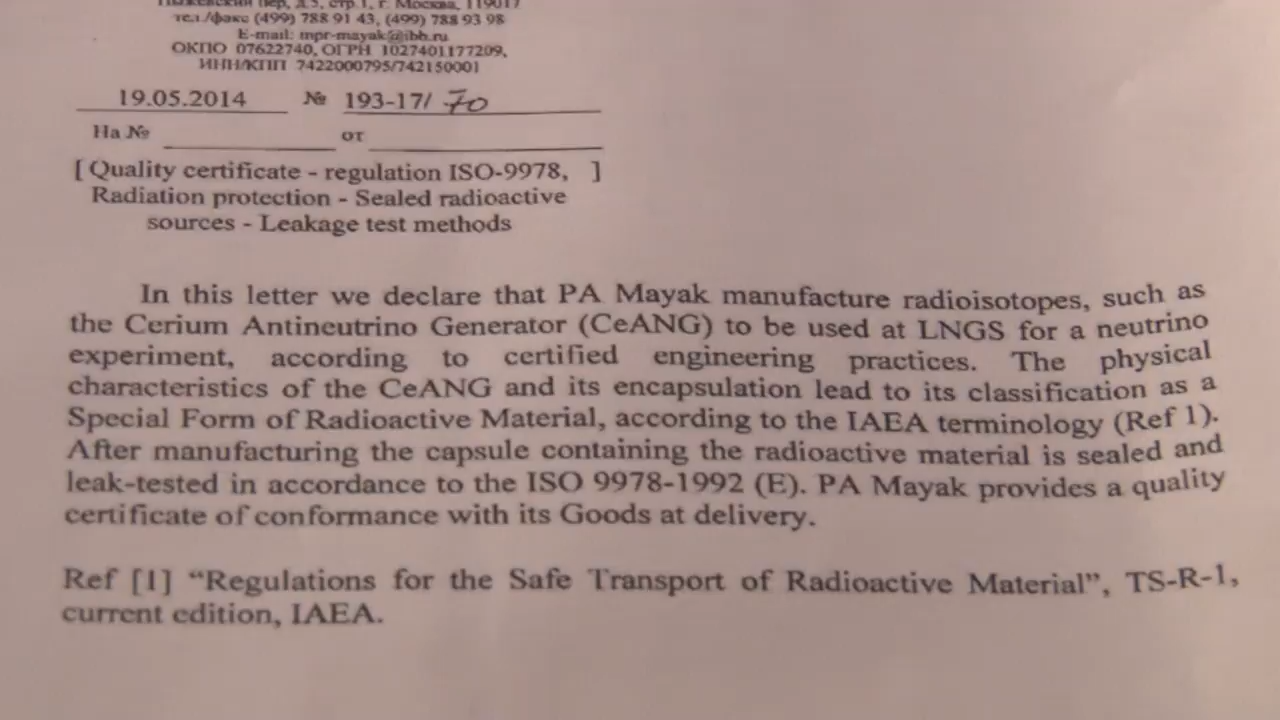 пер, д.5, стр.1, г. Москва, 119017
тел./факс (499) 788 91 43, (499) 788 93 98
E-mail: mpr-mayak@ibh.ru
ОКПО 07622740, ОГРН 1027401177209,
ИНН/КПП 7422000795/742150001
19.05.2014 № 193-17/ 70
На № от
[ Quality certificate - regulation ISO-9978, ]
Radiation protection - Sealed radioactive
sources - Leakage test methods
In this letter we declare that PA Mayak manufacture radioisotopes, such as
the Cerium Antineutrino Generator (CeANG) to be used at LNGS for a neutrino
experiment, according to certified engineering practices. The physical
characteristics of the CeANG and its encapsulation lead to its classification as a
Special Form of Radioactive Material, according to the IAEA terminology (Ref 1).
After manufacturing the capsule containing the radioactive material is sealed and
leak-tested in accordance to the ISO 9978-1992 (E). PA Mayak provides a quality
certificate of conformance with its Goods at delivery.
Ref [1] “Regulations for the Safe Transport of Radioactive Material”, TS-R-1,
current edition, IAEA.